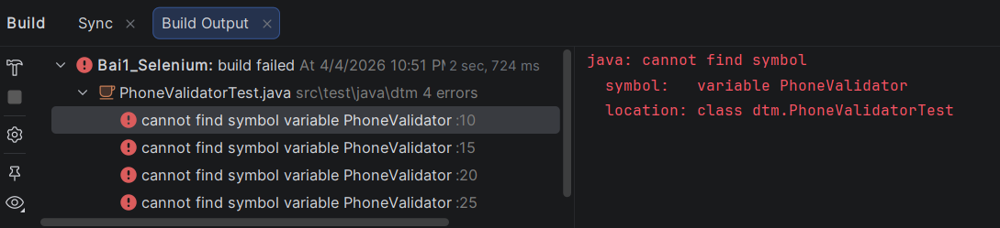 Build Sync Build Output
Bai1_Selenium: build failed At 4/4/2026 10:51 PM 2 sec, 724 ms
PhoneValidatorTest.java src\test\java\dtm 4 errors
cannot find symbol variable PhoneValidator :10
cannot find symbol variable PhoneValidator :15
cannot find symbol variable PhoneValidator :20
cannot find symbol variable PhoneValidator :25
java: cannot find symbol
symbol: variable PhoneValidator
location: class dtm.PhoneValidatorTest